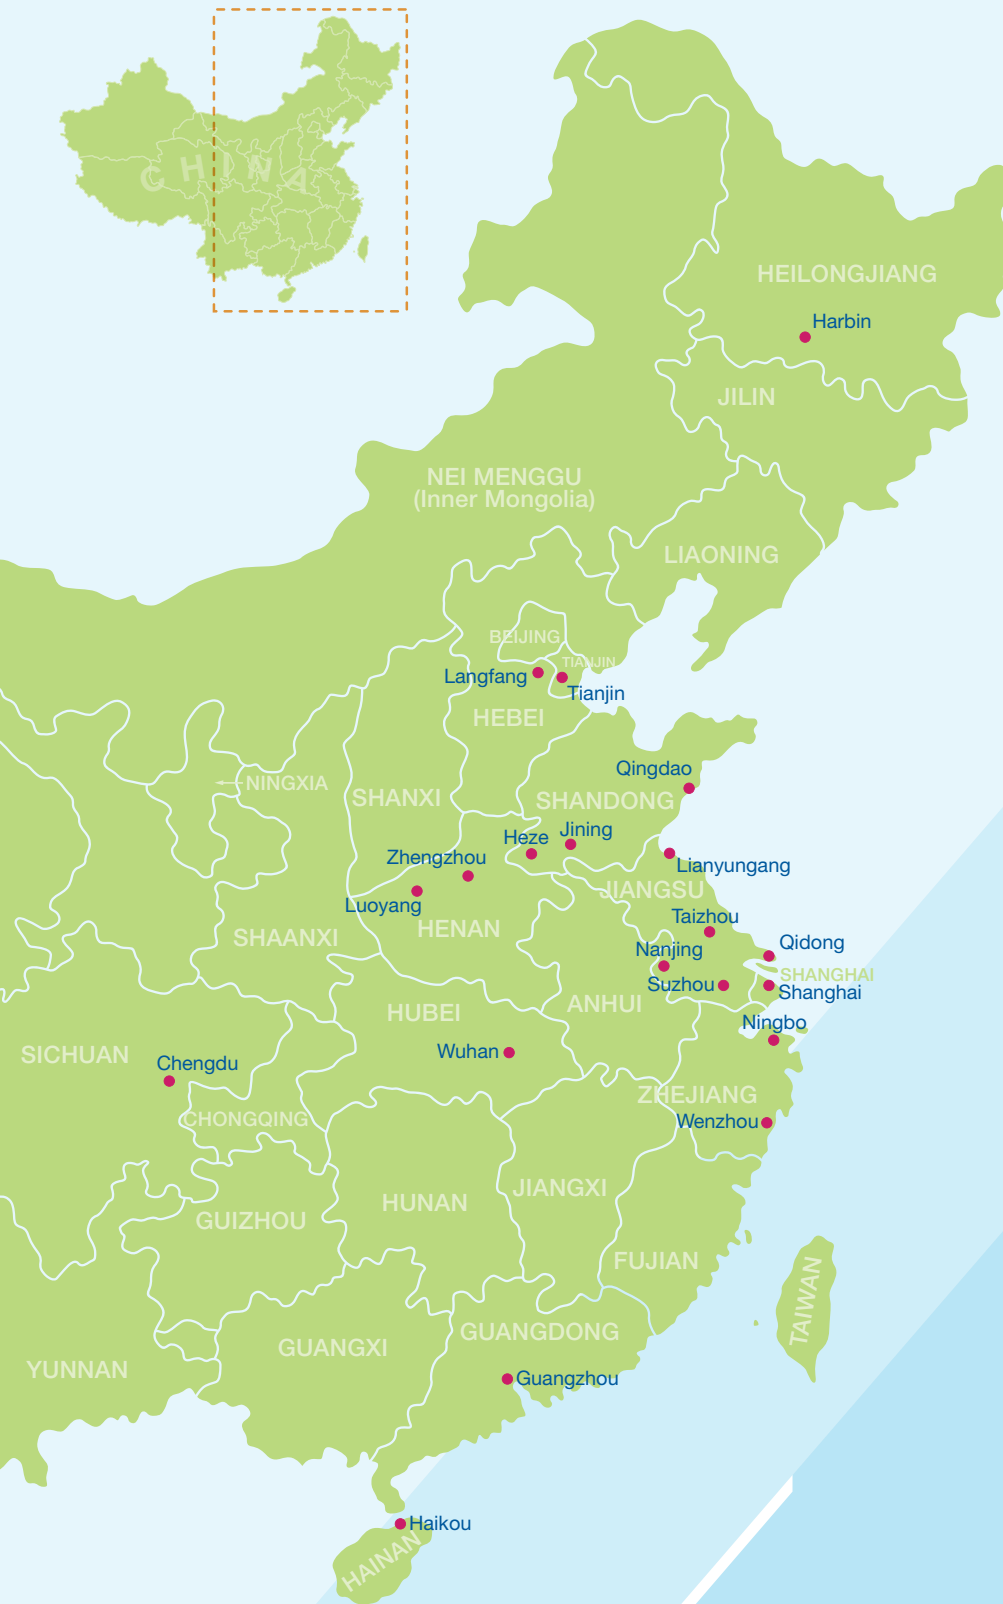 CHINA
HEILONGJIANG
Harbin
JILIN
NEI MENGGU
(Inner Mongolia)
LIAONING
BEIJING
TIANJIN
Langfang
Tianjin
HEBEI
Qingdao
NINGXIA
SHANXI
SHANDONG
Heze
Jining
Zhengzhou
Lianyungang
JIANGSU
Luoyang
Taizhou
HENAN
SHAANXI
Qidong
Nanjing
SHANGHAI
Suzhou
Shanghai
ANHUI
HUBEI
Ningbo
SICHUAN
Chengdu
Wuhan
ZHEJIANG
CHONGQING
Wenzhou
JIANGXI
HUNAN
GUIZHOU
FUJIAN
TAIWAN
GUANGDONG
GUANGXI
YUNNAN
Guangzhou
Haikou
HAINAN